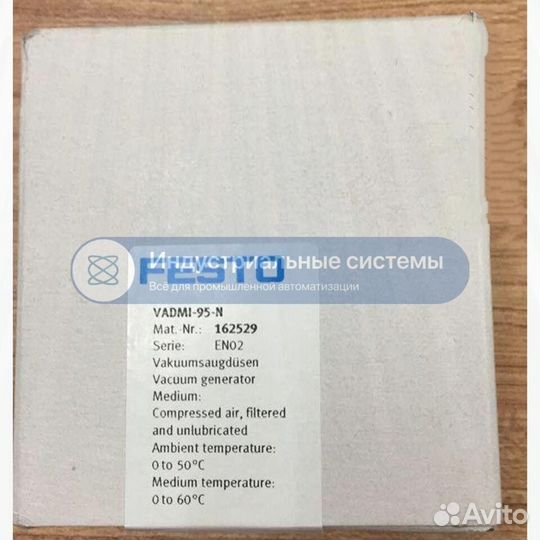 FESTO
Индустриальные системы
Всё для промышленной автоматизации
VADMI-95-N
Mat.-Nr.: 162529
Serie: EN02
Vakuumsaugdüsen
Vacuum generator
Medium:
Compressed air, filtered
and unlubricated
Ambient temperature:
0 to 50°C
Medium temperature:
0 to 60°C
Avito